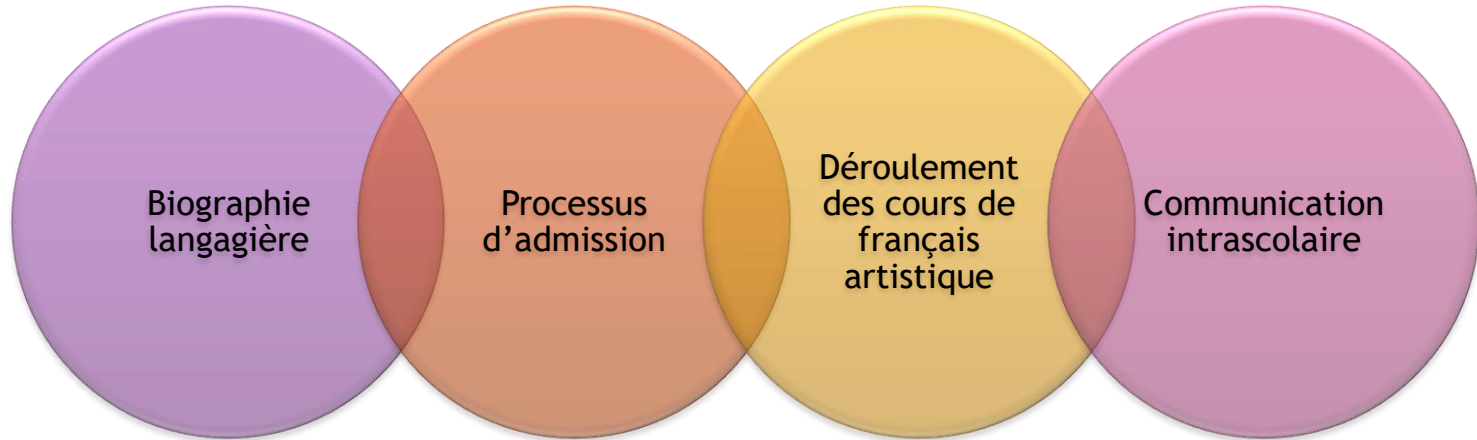 Biographie
langagière
Processus
d’admission
Déroulement
des cours de
français
artistique
Communication
intrascolaire